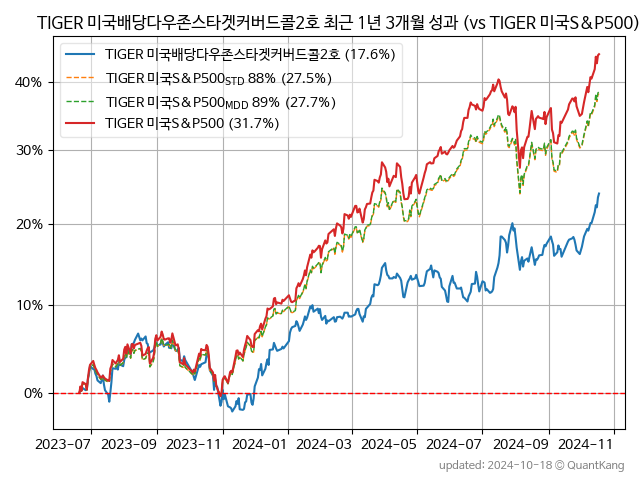 TIGER 미국배당다우존스타겟커버드콜2호 최근 1년 3개월 성과 (vs TIGER 미국S&P500)
TIGER 미국배당다우존스타겟커버드콜2호 (17.6%)
TIGER 미국S&P500STD 88% (27.5%)
TIGER 미국S&P500MDD 89% (27.7%)
TIGER 미국S&P500 (31.7%)
40%
30%
20%
10%
0%
2023-07 2023-09 2023-11 2024-01 2024-03 2024-05 2024-07 2024-09 2024-11
updated: 2024-10-18 © QuantKang